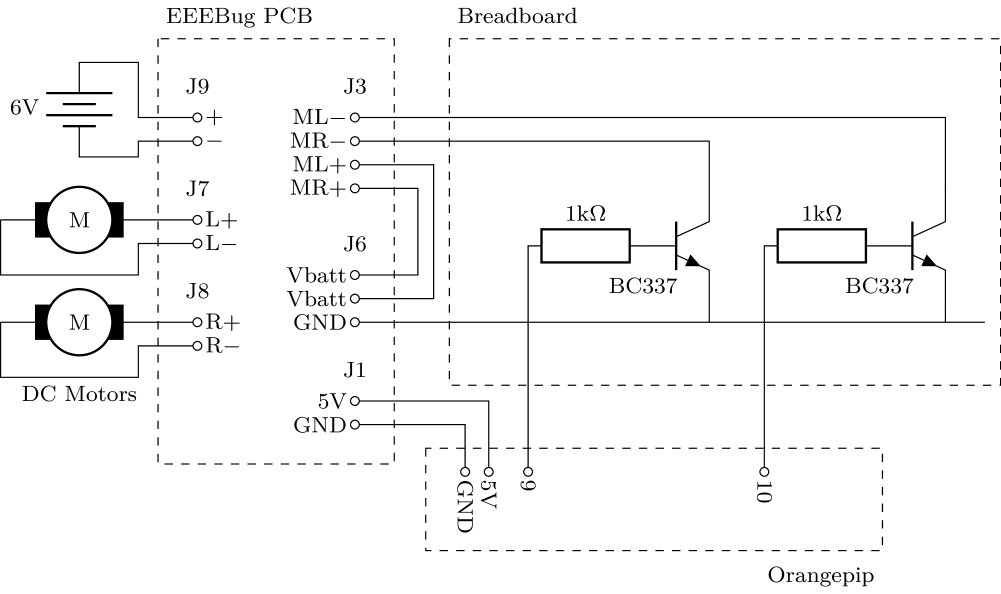 EEEBug PCB
Breadboard
6V
J9
+
−
J3
ML−
MR−
ML+
MR+
J7
M
L+
L−
J6
Vbatt
Vbatt
GND
J8
M
R+
R−
DC Motors
J1
5V
GND
1kΩ
BC337
1kΩ
BC337
GND
5V
9
10
Orangepip